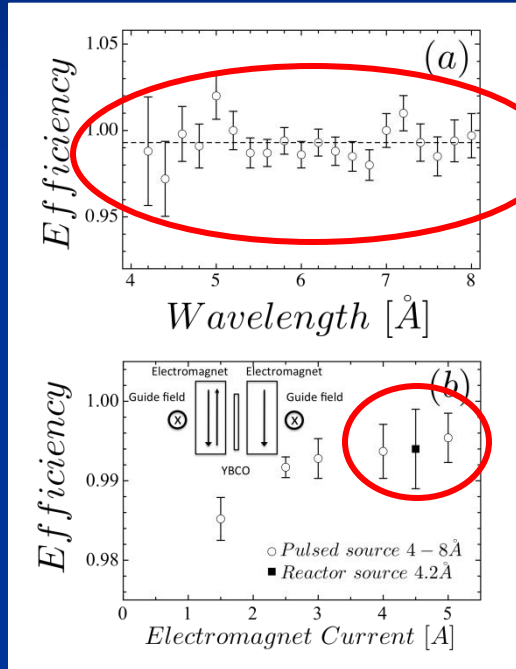 (a)
1.05
1.00
0.95
Efficiency
4 5 6 7 8
Wavelength [Å]
(b)
Electromagnet Electromagnet
Guide field Guide field
X X
YBCO
1.00
0.99
0.98
Efficiency
○ Pulsed source 4 − 8Å
■ Reactor source 4.2Å
0 1 2 3 4 5
Electromagnet Current [A]